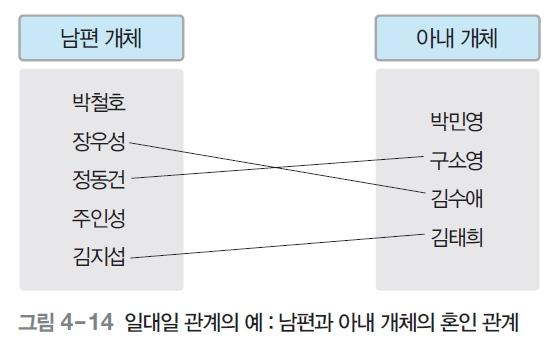 남편 개체
아내 개체
박철호
장우성
정동건
주인성
김지섭
박민영
구소영
김수애
김태희
그림 4-14 일대일 관계의 예 : 남편과 아내 개체의 혼인 관계